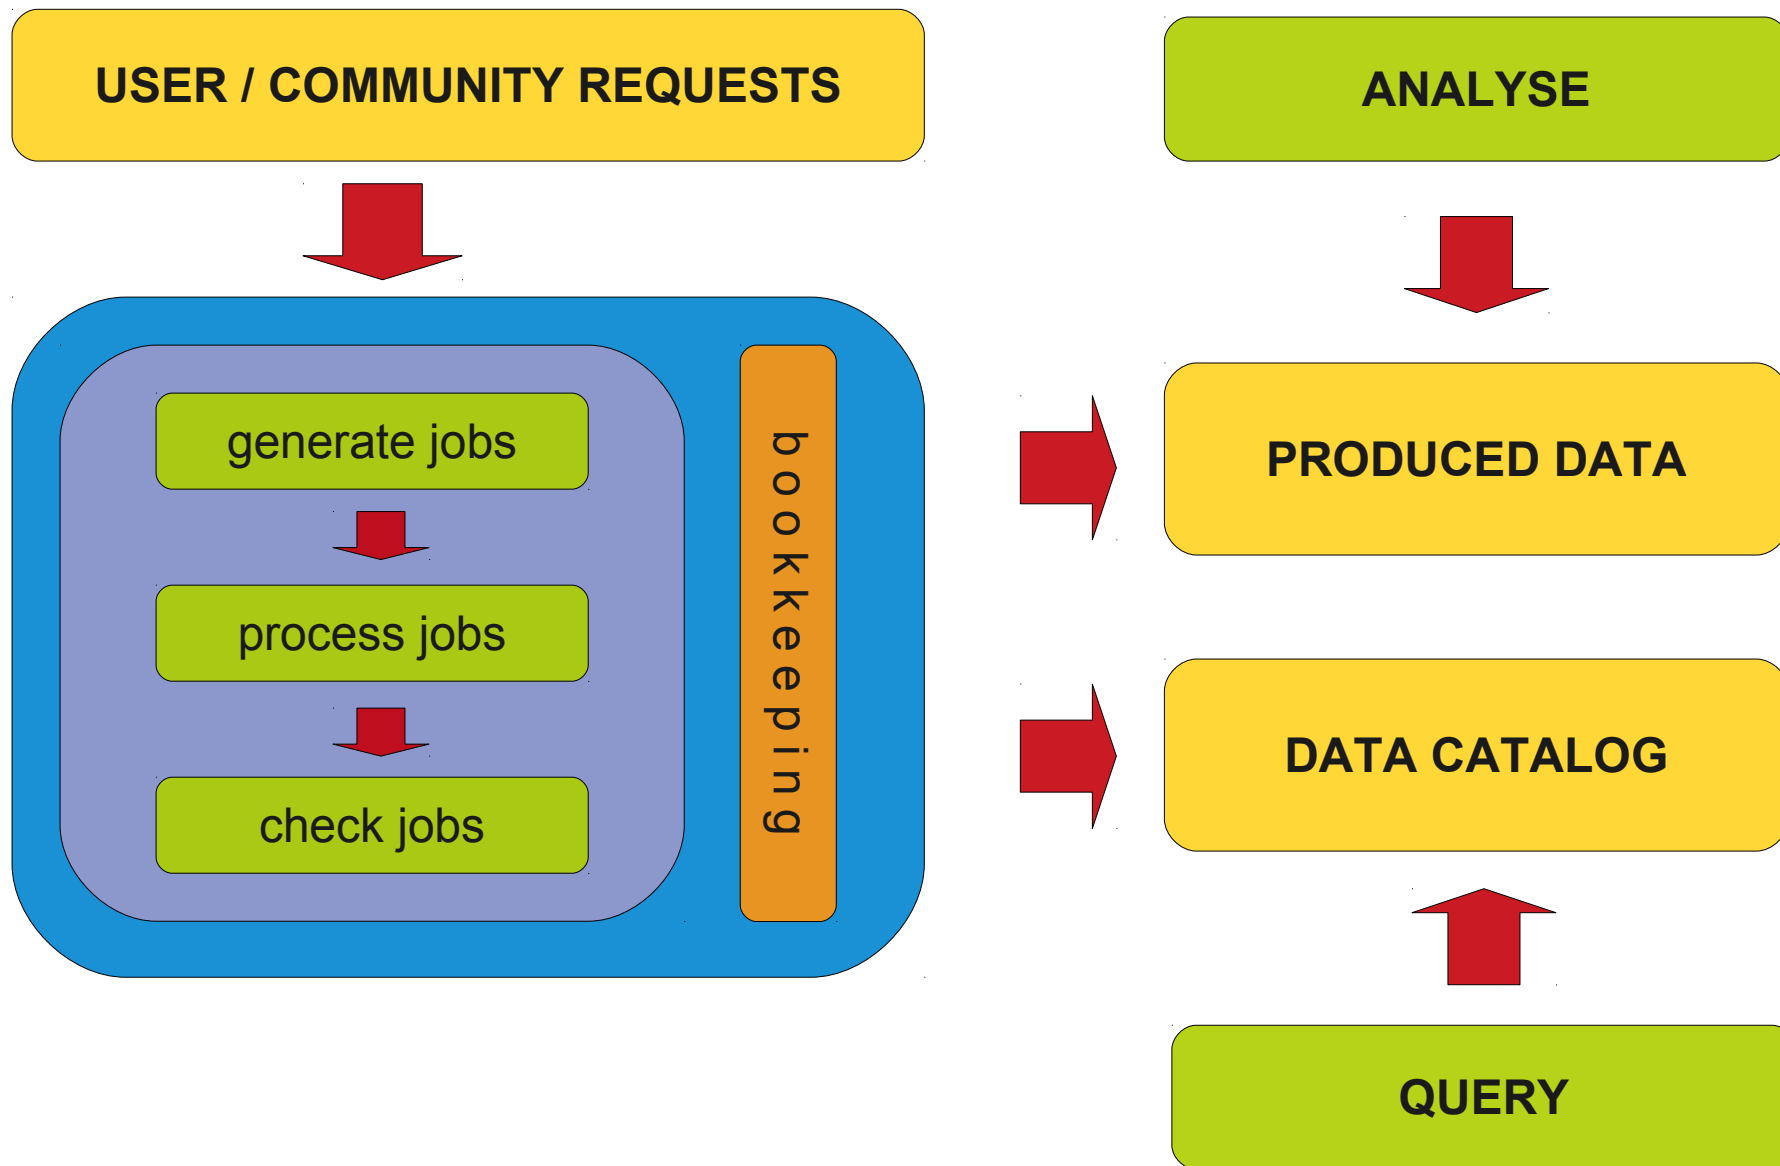 USER / COMMUNITY REQUESTS
generate jobs
process jobs
check jobs
bookkeeping
ANALYSE
PRODUCED DATA
DATA CATALOG
QUERY